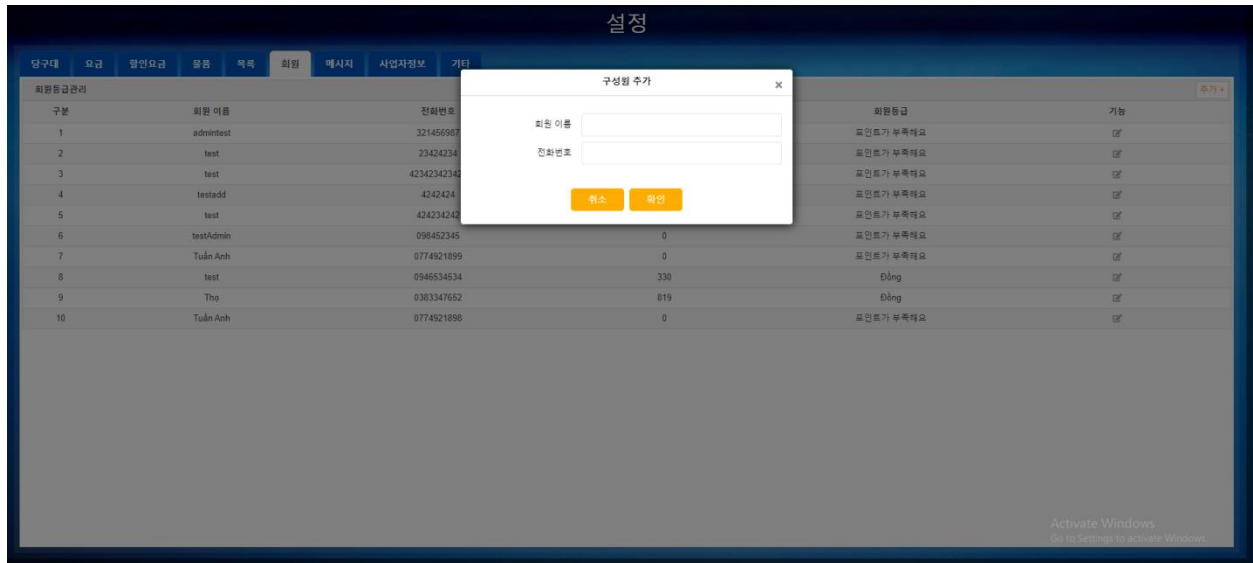 설정
당구대 요금 할인요금 물품 목록 회원 메시지 사업자정보 기타
회원등급관리 추가 +
구분 회원 이름 전화번호 회원등급 기능
1 admintest 321456987 포인트가 부족해요
2 test 23424234 포인트가 부족해요
3 test 42342342342 포인트가 부족해요
4 testadd 4242424 포인트가 부족해요
5 test 424234242 포인트가 부족해요
6 testAdmin 098452345 0 포인트가 부족해요
7 Tuấn Anh 0774921899 0 포인트가 부족해요
8 test 0946534534 330 Đồng
9 Thọ 0383347652 819 Đồng
10 Tuấn Anh 0774921898 0 포인트가 부족해요
구성원 추가 ×
회원 이름
전화번호
취소 확인
Activate Windows
Go to Settings to activate Windows.